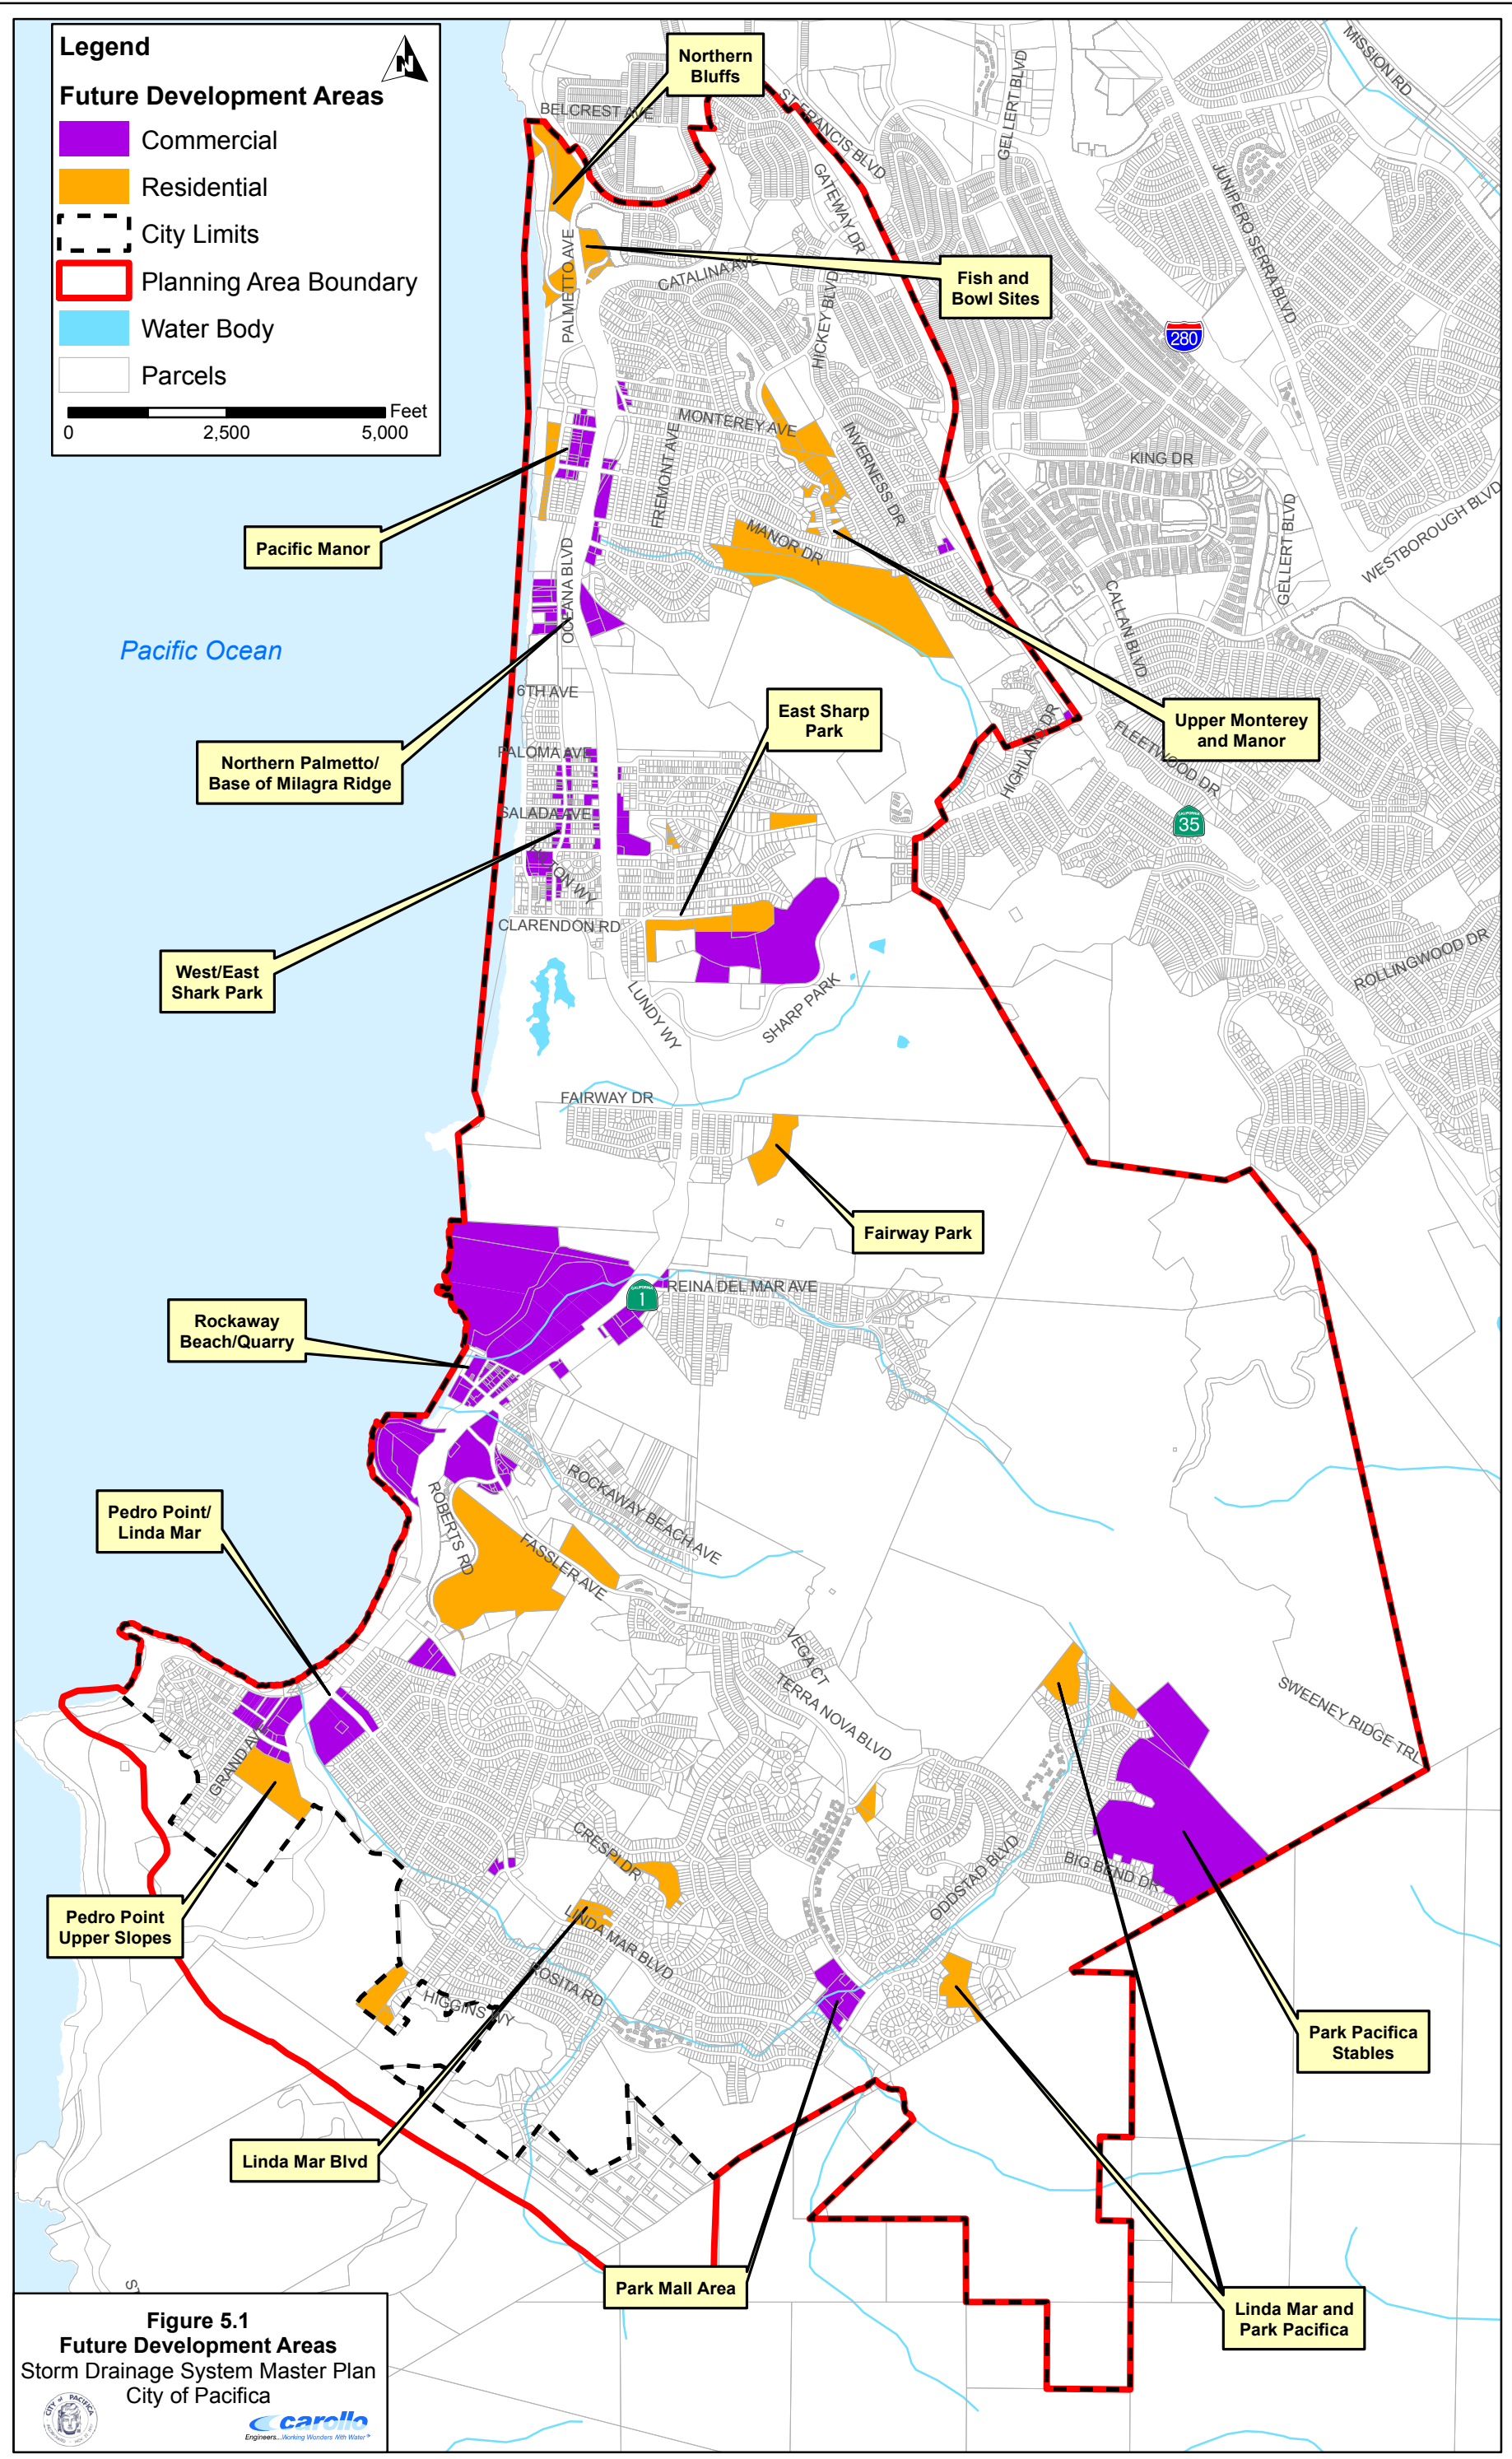 Legend
N
Future Development Areas
Commercial
Residential
City Limits
Planning Area Boundary
Water Body
Parcels
Feet
0 2,500 5,000
Northern
Bluffs
BELCREST AVE
ST FRANCIS BLVD
GELLERT BLVD
MISSION RD
JUNIPERO SERRA BLVD
GATEWAY DR
PALMETTO AVE
CATALINA AVE
HICKEY BLVD
Fish and
Bowl Sites
280
MONTEREY AVE
FREMONT AVE
INVERNESS DR
KING DR
GELLERT BLVD
WESTBOROUGH BLVD
Pacific Manor
MANOR DR
OCEANA BLVD
CALLAN BLVD
Pacific Ocean
6TH AVE
East Sharp
Park
Upper Monterey
and Manor
HIGHLAND DR
FLEETWOOD DR
Northern Palmetto/
Base of Milagra Ridge
PALOMA AVE
SALADA AVE
35
CLARENDON RD
ROLLINGWOOD DR
West/East
Shark Park
LUNDY WY
SHARP PARK
FAIRWAY DR
Fairway Park
REINA DEL MAR AVE
CALIFORNIA
1
Rockaway
Beach/Quarry
ROBERTS RD
ROCKAWAY BEACH AVE
FASSLER AVE
Pedro Point/
Linda Mar
VEGA CT
TERRA NOVA BLVD
SWEENEY RIDGE TRL
GRAND AVE
CRESPI DR
ODDSTAD BLVD
BIG BEND DR
Pedro Point
Upper Slopes
LINDA MAR BLVD
ROSITA RD
HIGGINS WY
Park Pacifica
Stables
Linda Mar Blvd
Park Mall Area
Linda Mar and
Park Pacifica
Figure 5.1
Future Development Areas
Storm Drainage System Master Plan
City of Pacifica
CITY of PACIFICA
carollo
Engineers...Working Wonders With Water